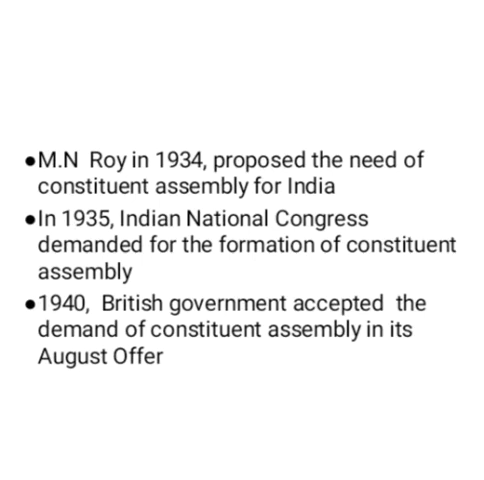 ●M.N Roy in 1934, proposed the need of
constituent assembly for India
●In 1935, Indian National Congress
demanded for the formation of constituent
assembly
●1940, British government accepted the
demand of constituent assembly in its
August Offer